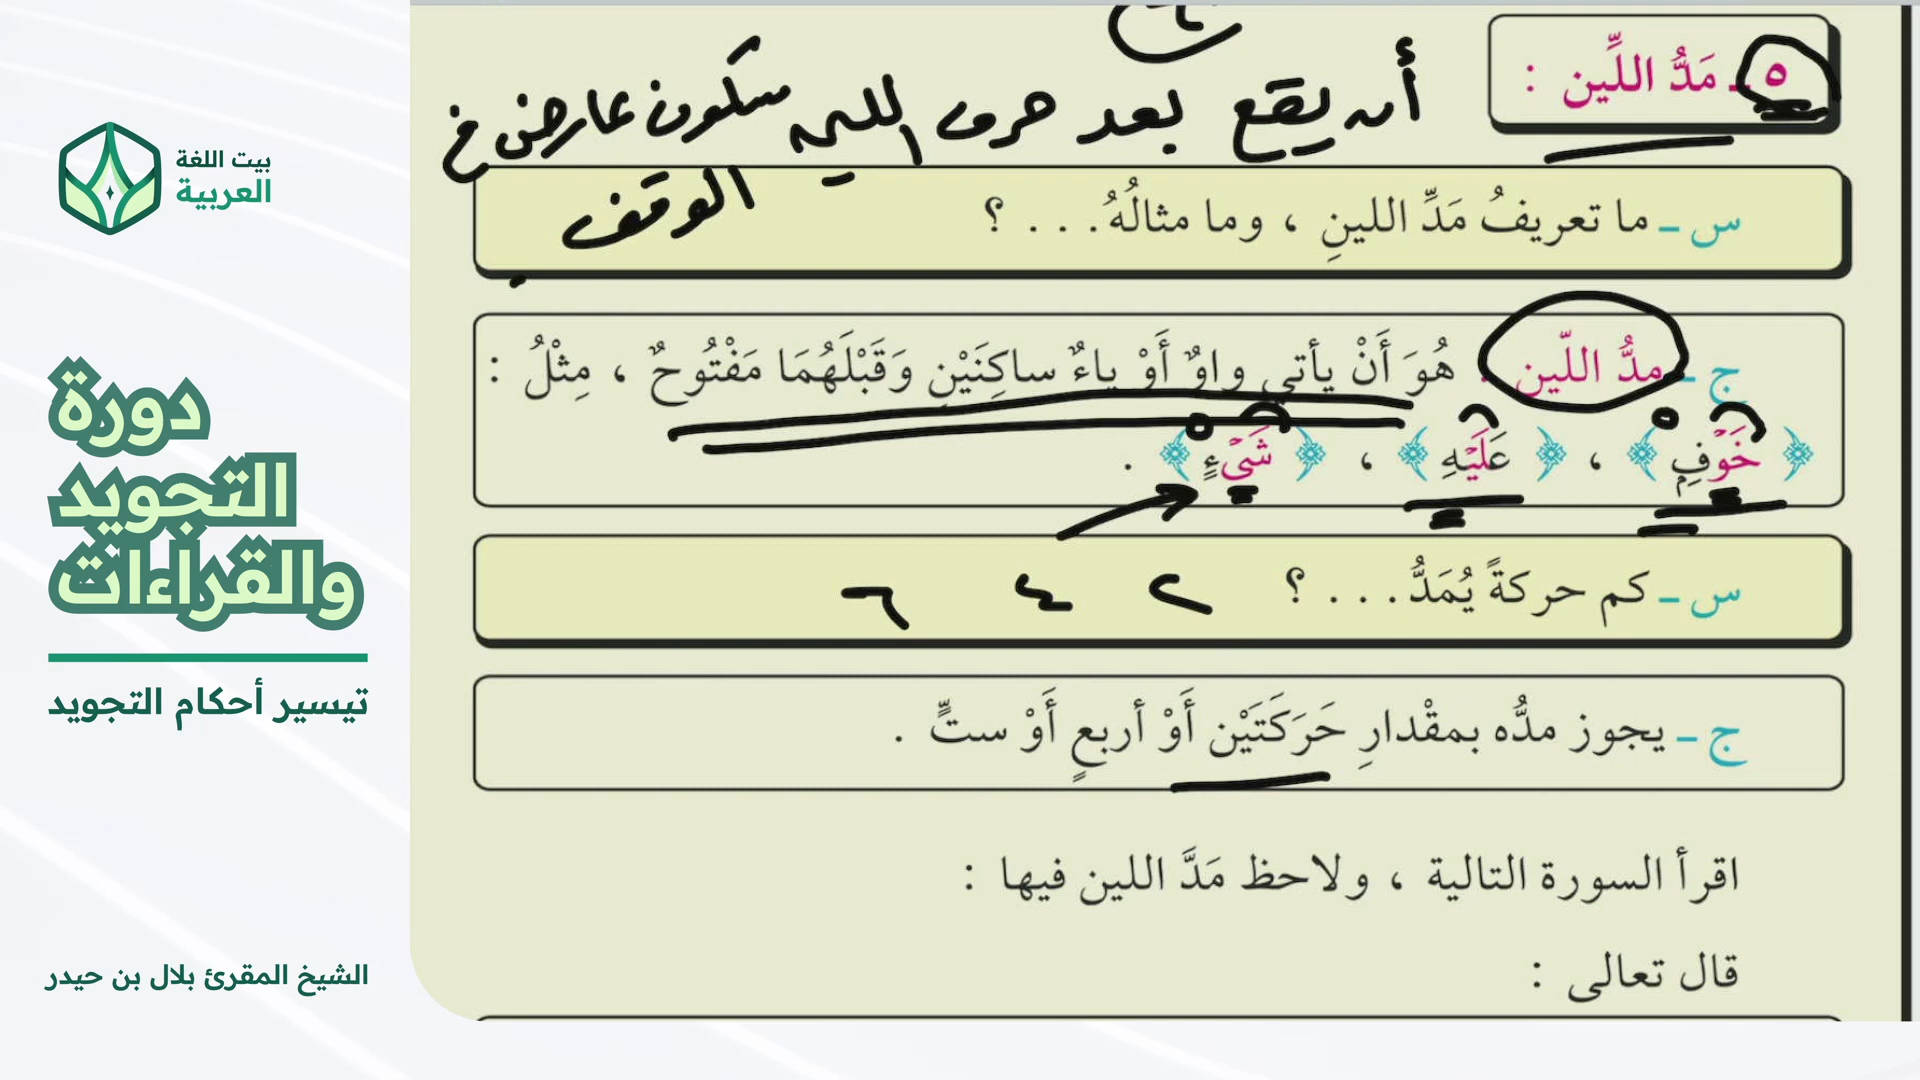 بيت اللغة
العربية
دورة
التجويد
والقراءات
تيسير أحكام التجويد
الشيخ المقرئ بلال بن حيدر
٥ ـ مَدُّ اللِّين :
أن يقع بعد حرف اللين سكون عارض في
الوقف
س ـ ما تعريفُ مَدِّ اللينِ ، وما مثالُهُ. . . ؟
ج ـ مدُّ اللّين : هُوَ أَنْ يأتي واوٌ أَوْ ياءٌ ساكِنَيْنِ وَقَبْلَهُمَا مَفْتُوحٌ ، مِثْلُ :
﴿ خَوْفٍ ﴾ ، ﴿ عَلَيْهِ ﴾ ، ﴿ شَيْءٍ ﴾ .
س ـ كم حركةً يُمَدُّ. . . ؟ ٢ ٤ ٦
ج ـ يجوز مدُّه بمقْدارِ حَرَكَتَيْن أَوْ أربعٍ أَوْ ستٍّ .
اقرأ السورة التالية ، ولاحظ مَدَّ اللين فيها :
قال تعالى :